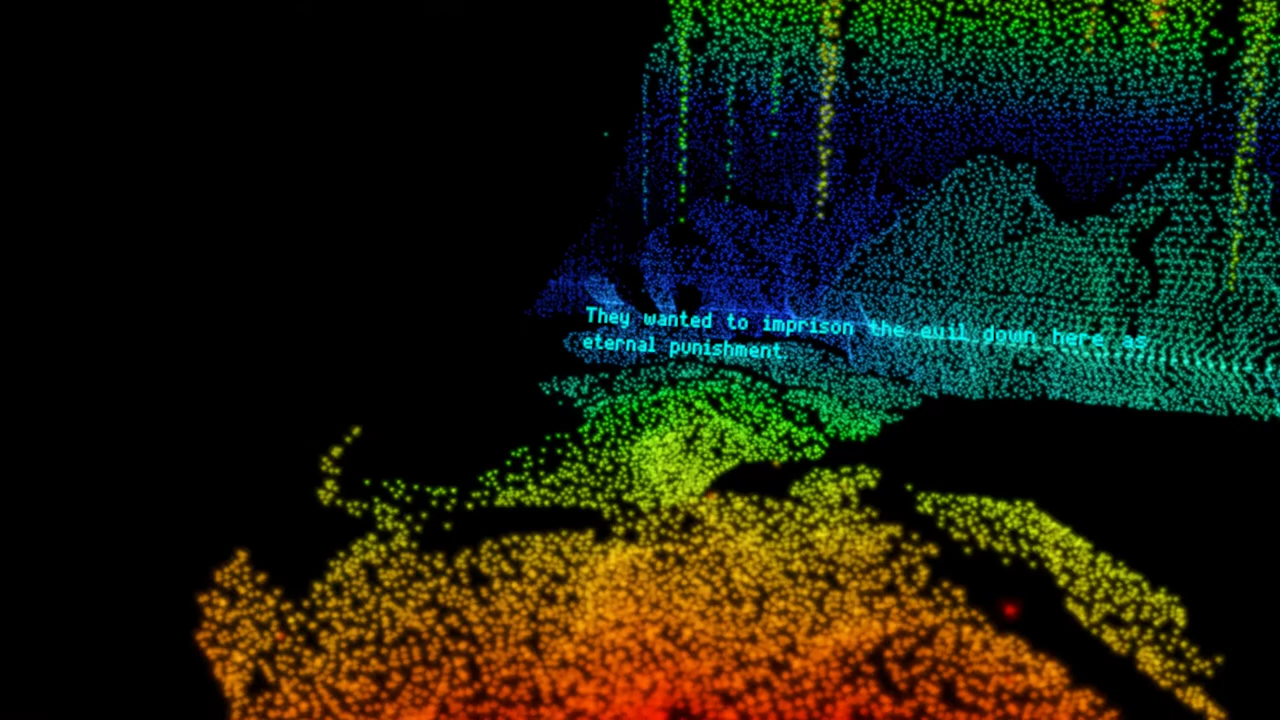 They wanted to imprison the evil down here as
eternal punishment.